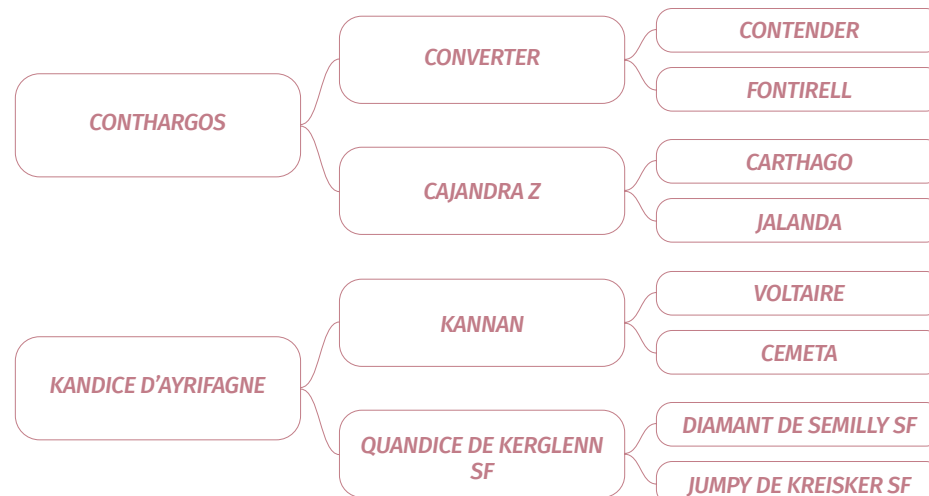 CONTENDER
CONVERTER
FONTIRELL
CONTHARGOS
CARTHAGO
CAJANDRA Z
JALANDA
VOLTAIRE
KANNAN
CEMETA
KANDICE D’AYRIFAGNE
DIAMANT DE SEMILLY SF
QUANDICE DE KERGLENN
SF
JUMPY DE KREISKER SF